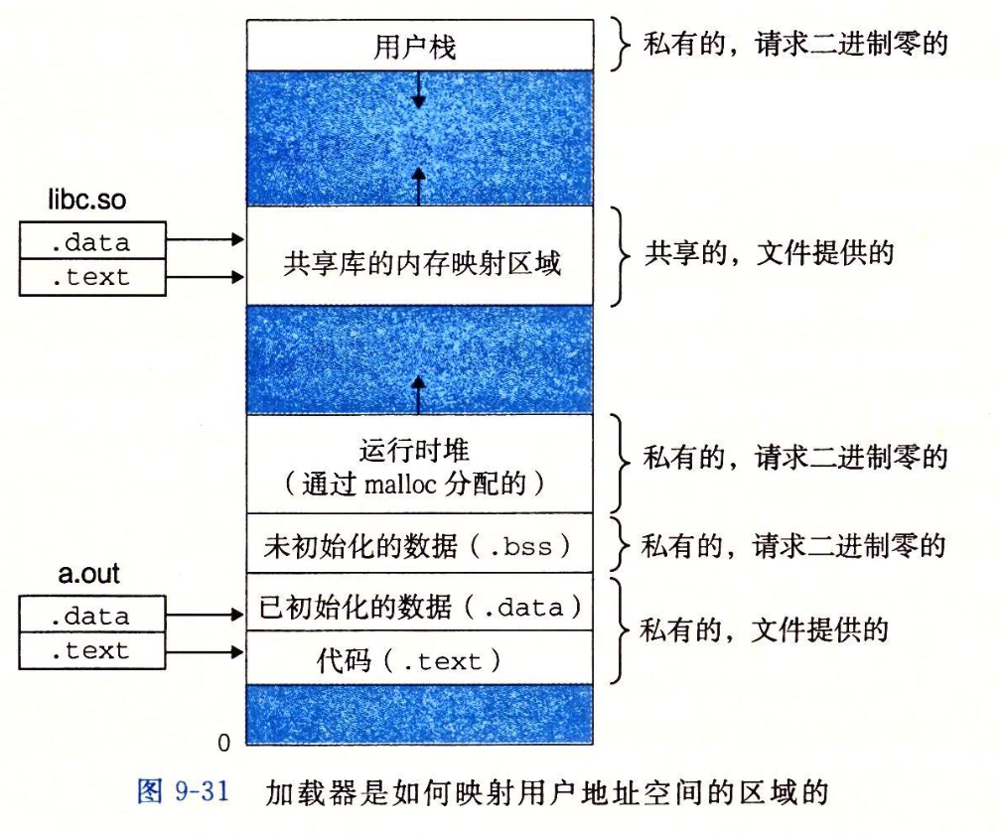 用户栈
私有的，请求二进制零的
libc.so
.data
.text
共享库的内存映射区域
共享的，文件提供的
运行时堆
（通过 malloc 分配的）
私有的，请求二进制零的
未初始化的数据（.bss）
私有的，请求二进制零的
a.out
.data
.text
已初始化的数据（.data）
代码（.text）
私有的，文件提供的
0
图 9-31 加载器是如何映射用户地址空间的区域的